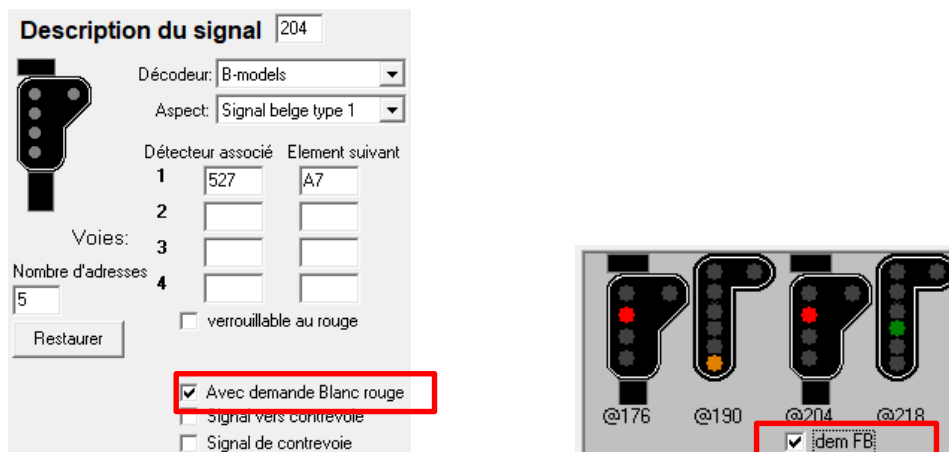 Description du signal 204
Décodeur: B-models
Aspect: Signal belge type 1
Détecteur associé Element suivant
1 527 A7
2
Voies:
3
Nombre d'adresses
4
5
verrouillable au rouge
Restaurer
Avec demande Blanc rouge
Signal vers contrevoie
Signal de contrevoie
@176 @190 @204 @218
dem FB